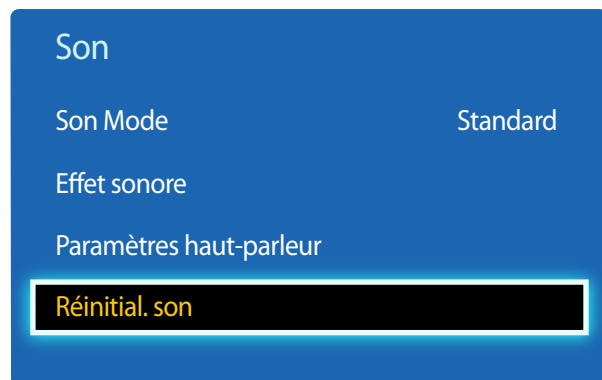 Son
Son Mode Standard
Effet sonore
Paramètres haut-parleur
Réinitial. son